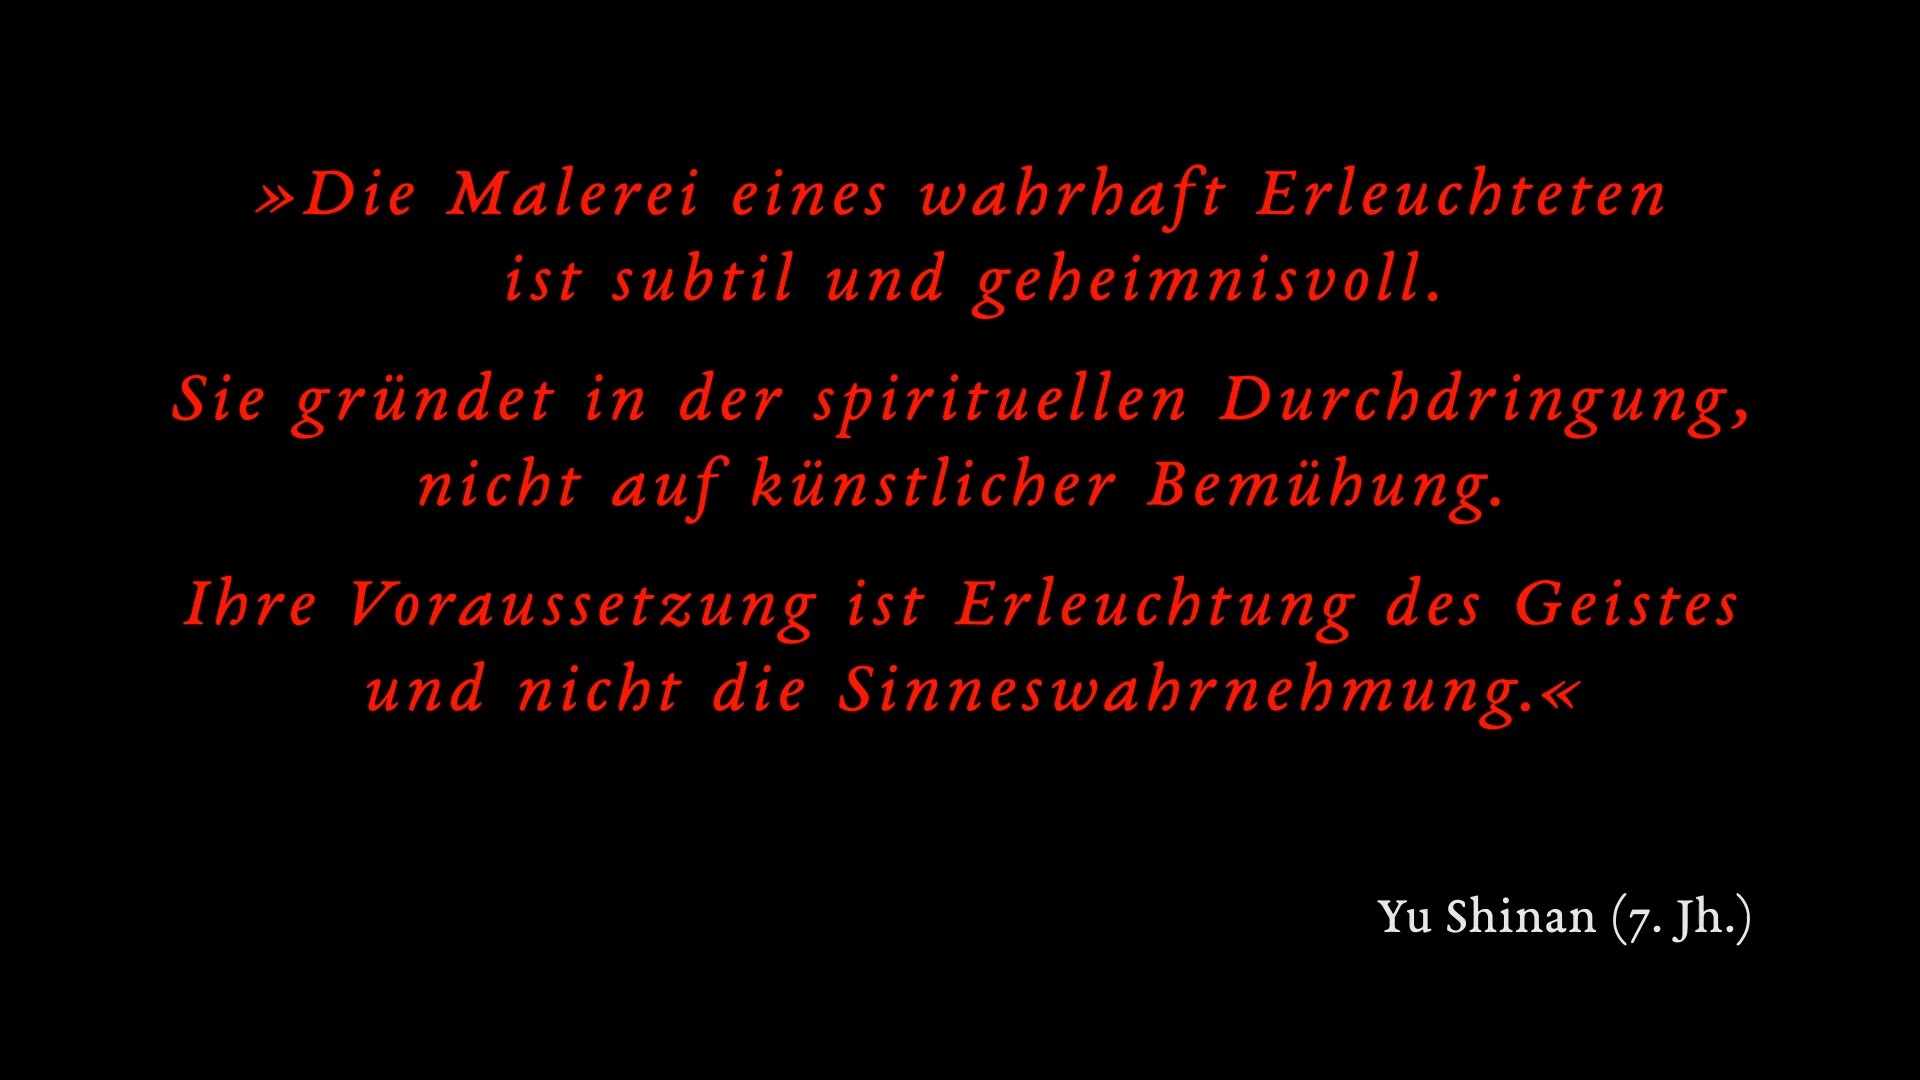 »Die Malerei eines wahrhaft Erleuchteten
ist subtil und geheimnisvoll.
Sie gründet in der spirituellen Durchdringung,
nicht auf künstlicher Bemühung.
Ihre Voraussetzung ist Erleuchtung des Geistes
und nicht die Sinneswahrnehmung.«
Yu Shinan (7. Jh.)